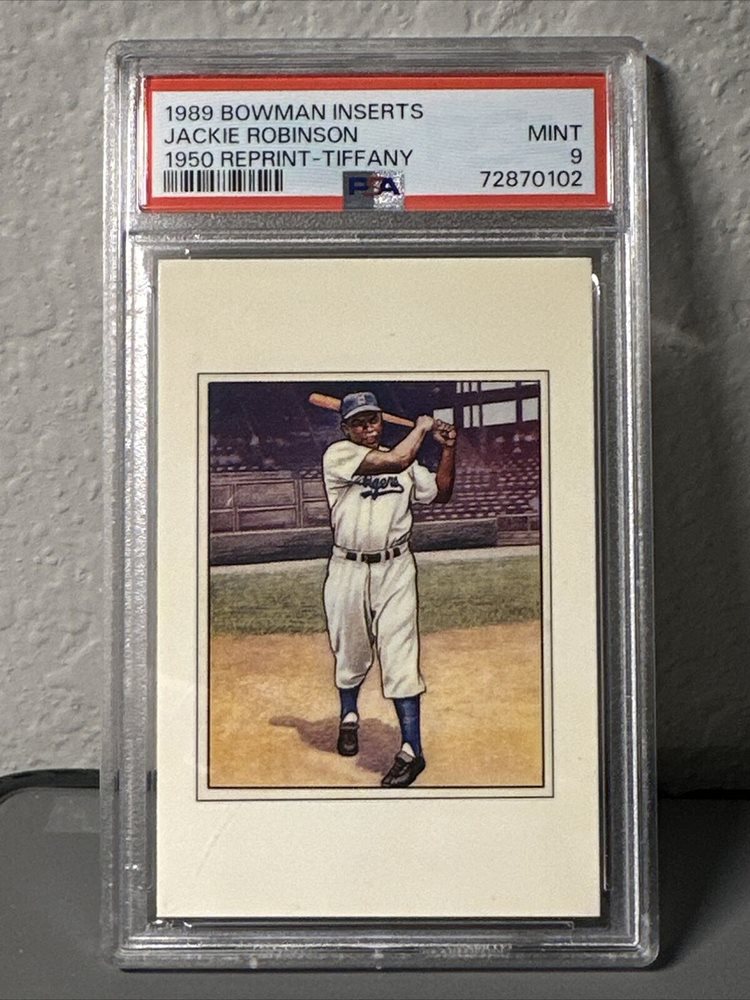 1989 BOWMAN INSERTS
JACKIE ROBINSON MINT
1950 REPRINT-TIFFANY 9
PSA 72870102
B
Dodgers